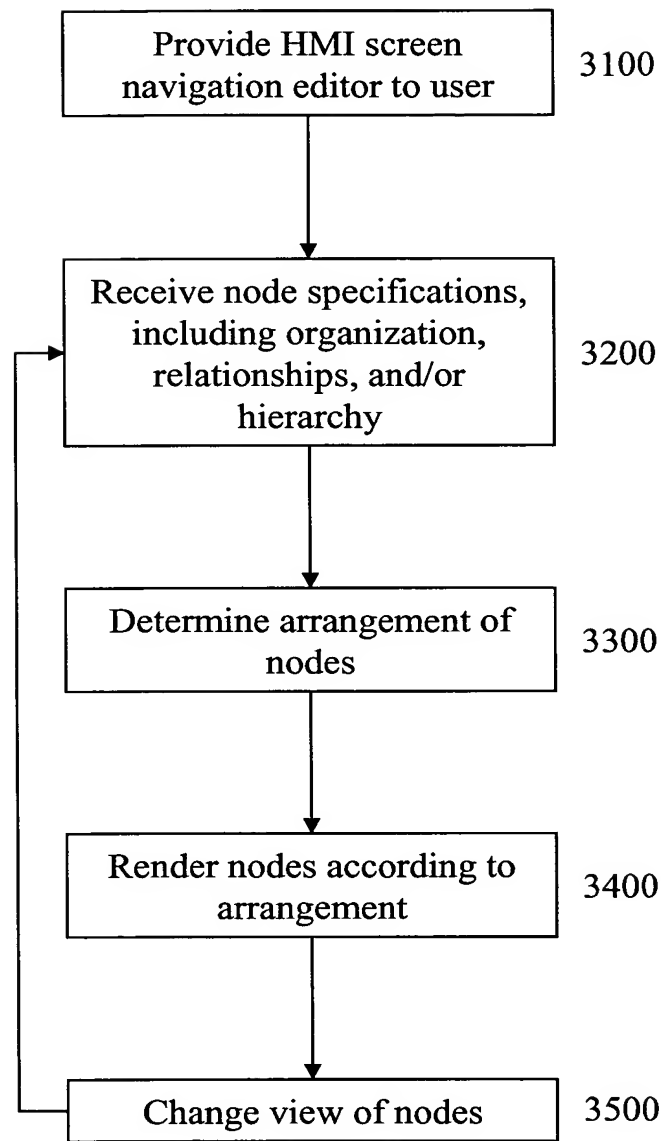 Provide HMI screen
navigation editor to user
3100
Receive node specifications,
including organization,
relationships, and/or
hierarchy
3200
Determine arrangement of
nodes
3300
Render nodes according to
arrangement
3400
Change view of nodes
3500